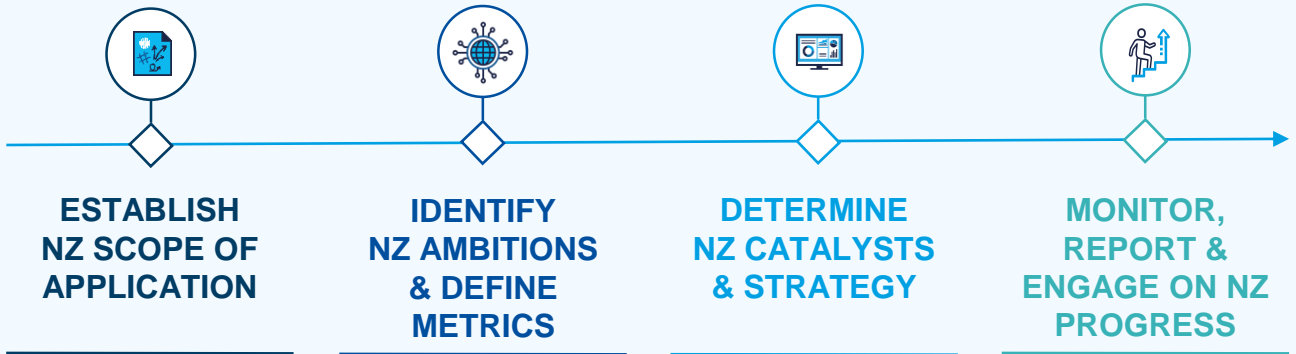 ESTABLISH
NZ SCOPE OF
APPLICATION
IDENTIFY
NZ AMBITIONS
& DEFINE
METRICS
DETERMINE
NZ CATALYSTS
& STRATEGY
MONITOR,
REPORT &
ENGAGE ON NZ
PROGRESS